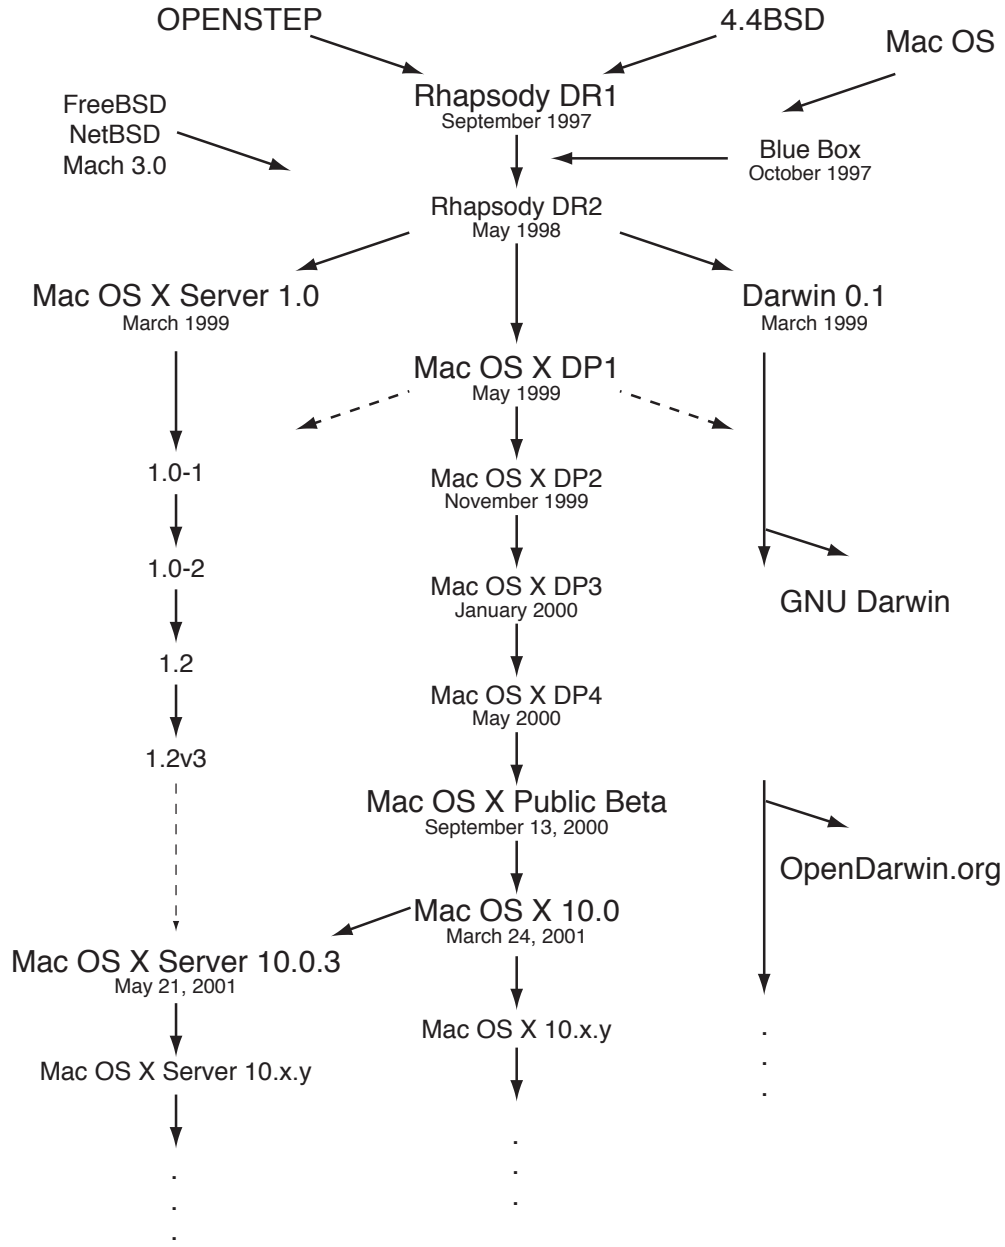 OPENSTEP
4.4BSD
Mac OS
Rhapsody DR1
September 1997
FreeBSD
NetBSD
Mach 3.0
Blue Box
October 1997
Rhapsody DR2
May 1998
Mac OS X Server 1.0
March 1999
Darwin 0.1
March 1999
Mac OS X DP1
May 1999
1.0-1
Mac OS X DP2
November 1999
1.0-2
Mac OS X DP3
January 2000
GNU Darwin
1.2
Mac OS X DP4
May 2000
1.2v3
Mac OS X Public Beta
September 13, 2000
OpenDarwin.org
Mac OS X 10.0
March 24, 2001
Mac OS X Server 10.0.3
May 21, 2001
Mac OS X 10.x.y
Mac OS X Server 10.x.y